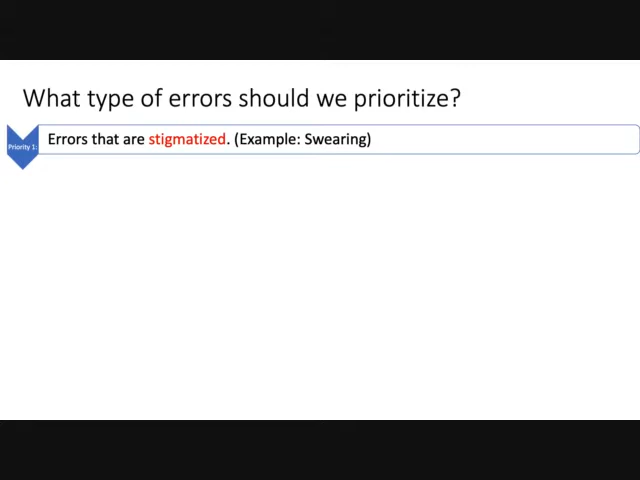 What type of errors should we prioritize?
Priority 1:
Errors that are stigmatized. (Example: Swearing)